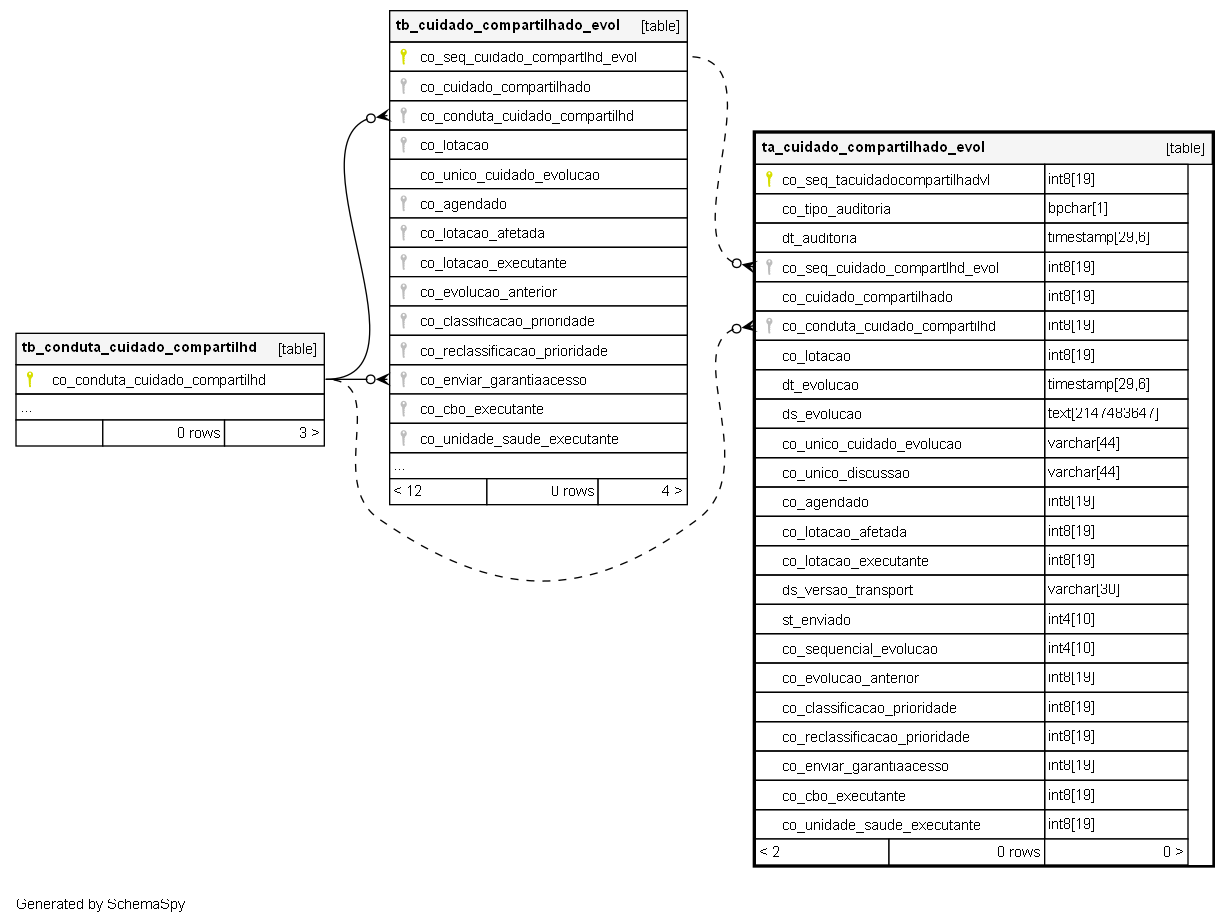 tb_cuidado_compartilhado_evol [table]
co_seq_cuidado_compartlhd_evol
co_cuidado_compartilhado
co_conduta_cuidado_compartilhd
co_lotacao
co_unico_cuidado_evolucao
co_agendado
co_lotacao_afetada
co_lotacao_executante
co_evolucao_anterior
co_classificacao_prioridade
co_reclassificacao_prioridade
co_enviar_garantiaacesso
co_cbo_executante
co_unidade_saude_executante
...
< 12 0 rows 4 >
tb_conduta_cuidado_compartilhd [table]
co_conduta_cuidado_compartilhd
...
0 rows 3 >
ta_cuidado_compartilhado_evol [table]
co_seq_tacuidadocompartilhadvl int8[19]
co_tipo_auditoria bpchar[1]
dt_auditoria timestamp[29,6]
co_seq_cuidado_compartlhd_evol int8[19]
co_cuidado_compartilhado int8[19]
co_conduta_cuidado_compartilhd int8[19]
co_lotacao int8[19]
dt_evolucao timestamp[29,6]
ds_evolucao text[2147483647]
co_unico_cuidado_evolucao varchar[44]
co_unico_discussao varchar[44]
co_agendado int8[19]
co_lotacao_afetada int8[19]
co_lotacao_executante int8[19]
ds_versao_transport varchar[30]
st_enviado int4[10]
co_sequencial_evolucao int4[10]
co_evolucao_anterior int8[19]
co_classificacao_prioridade int8[19]
co_reclassificacao_prioridade int8[19]
co_enviar_garantiaacesso int8[19]
co_cbo_executante int8[19]
co_unidade_saude_executante int8[19]
< 2 0 rows 0 >
Generated by SchemaSpy